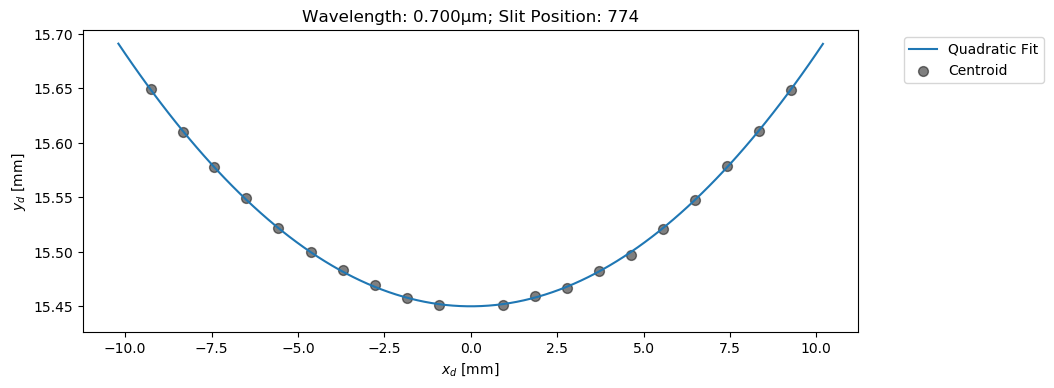 Wavelength: 0.700μm; Slit Position: 774
15.70
15.65
15.60
15.55
15.50
15.45
y_d [mm]
−10.0 −7.5 −5.0 −2.5 0.0 2.5 5.0 7.5 10.0
x_d [mm]
Quadratic Fit
Centroid